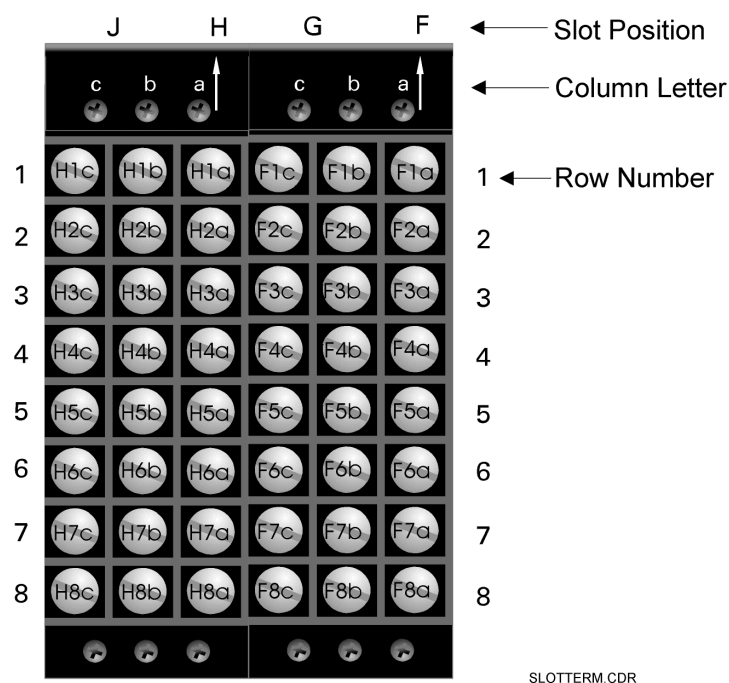 J H G F Slot Position
c b a c b a Column Letter
1 H1c H1b H1a F1c F1b F1a 1 Row Number
2 H2c H2b H2a F2c F2b F2a 2
3 H3c H3b H3a F3c F3b F3a 3
4 H4c H4b H4a F4c F4b F4a 4
5 H5c H5b H5a F5c F5b F5a 5
6 H6c H6b H6a F6c F6b F6a 6
7 H7c H7b H7a F7c F7b F7a 7
8 H8c H8b H8a F8c F8b F8a 8
SLOTTERM.CDR